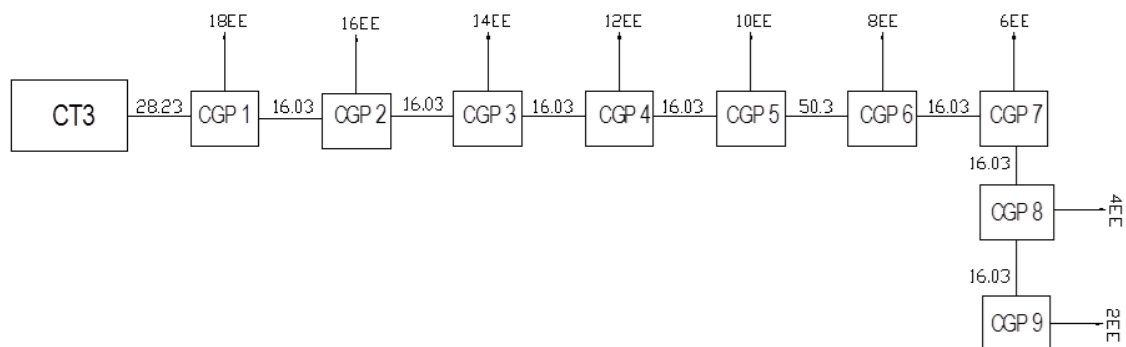 18EE
16EE
14EE
12EE
10EE
8EE
6EE
CT3
28.23
CGP 1
16.03
CGP 2
16.03
CGP 3
16.03
CGP 4
16.03
CGP 5
50.3
CGP 6
16.03
CGP 7
16.03
CGP 8
4EE
16.03
CGP 9
2EE